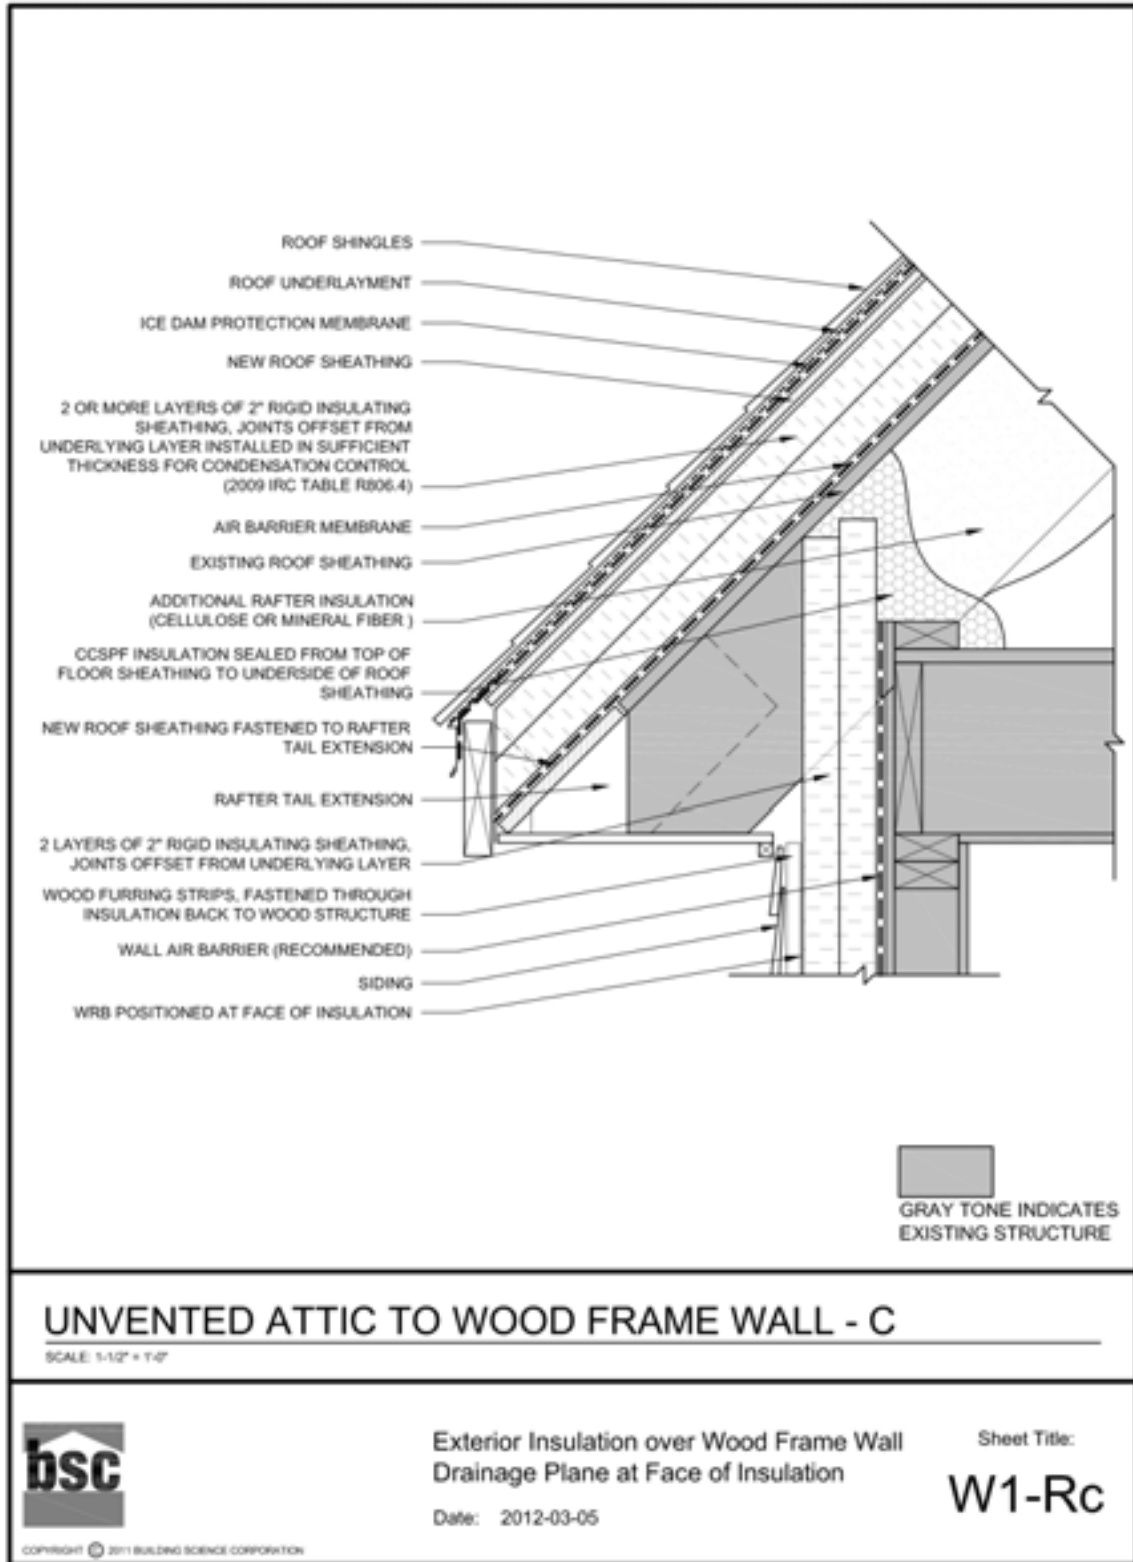 ROOF SHINGLES
ROOF UNDERLAYMENT
ICE DAM PROTECTION MEMBRANE
NEW ROOF SHEATHING
2 OR MORE LAYERS OF 2" RIGID INSULATING
SHEATHING, JOINTS OFFSET FROM
UNDERLYING LAYER INSTALLED IN SUFFICIENT
THICKNESS FOR CONDENSATION CONTROL
(2009 IRC TABLE R806.4)
AIR BARRIER MEMBRANE
EXISTING ROOF SHEATHING
ADDITIONAL RAFTER INSULATION
(CELLULOSE OR MINERAL FIBER )
CCSPF INSULATION SEALED FROM TOP OF
FLOOR SHEATHING TO UNDERSIDE OF ROOF
SHEATHING
NEW ROOF SHEATHING FASTENED TO RAFTER
TAIL EXTENSION
RAFTER TAIL EXTENSION
2 LAYERS OF 2" RIGID INSULATING SHEATHING,
JOINTS OFFSET FROM UNDERLYING LAYER
WOOD FURRING STRIPS, FASTENED THROUGH
INSULATION BACK TO WOOD STRUCTURE
WALL AIR BARRIER (RECOMMENDED)
SIDING
WRB POSITIONED AT FACE OF INSULATION
GRAY TONE INDICATES
EXISTING STRUCTURE
UNVENTED ATTIC TO WOOD FRAME WALL - C
SCALE: 1-1/2" = 1'-0"
bsc
Exterior Insulation over Wood Frame Wall
Drainage Plane at Face of Insulation
Date: 2012-03-05
Sheet Title:
W1-Rc
COPYRIGHT © 2011 BUILDING SCIENCE CORPORATION